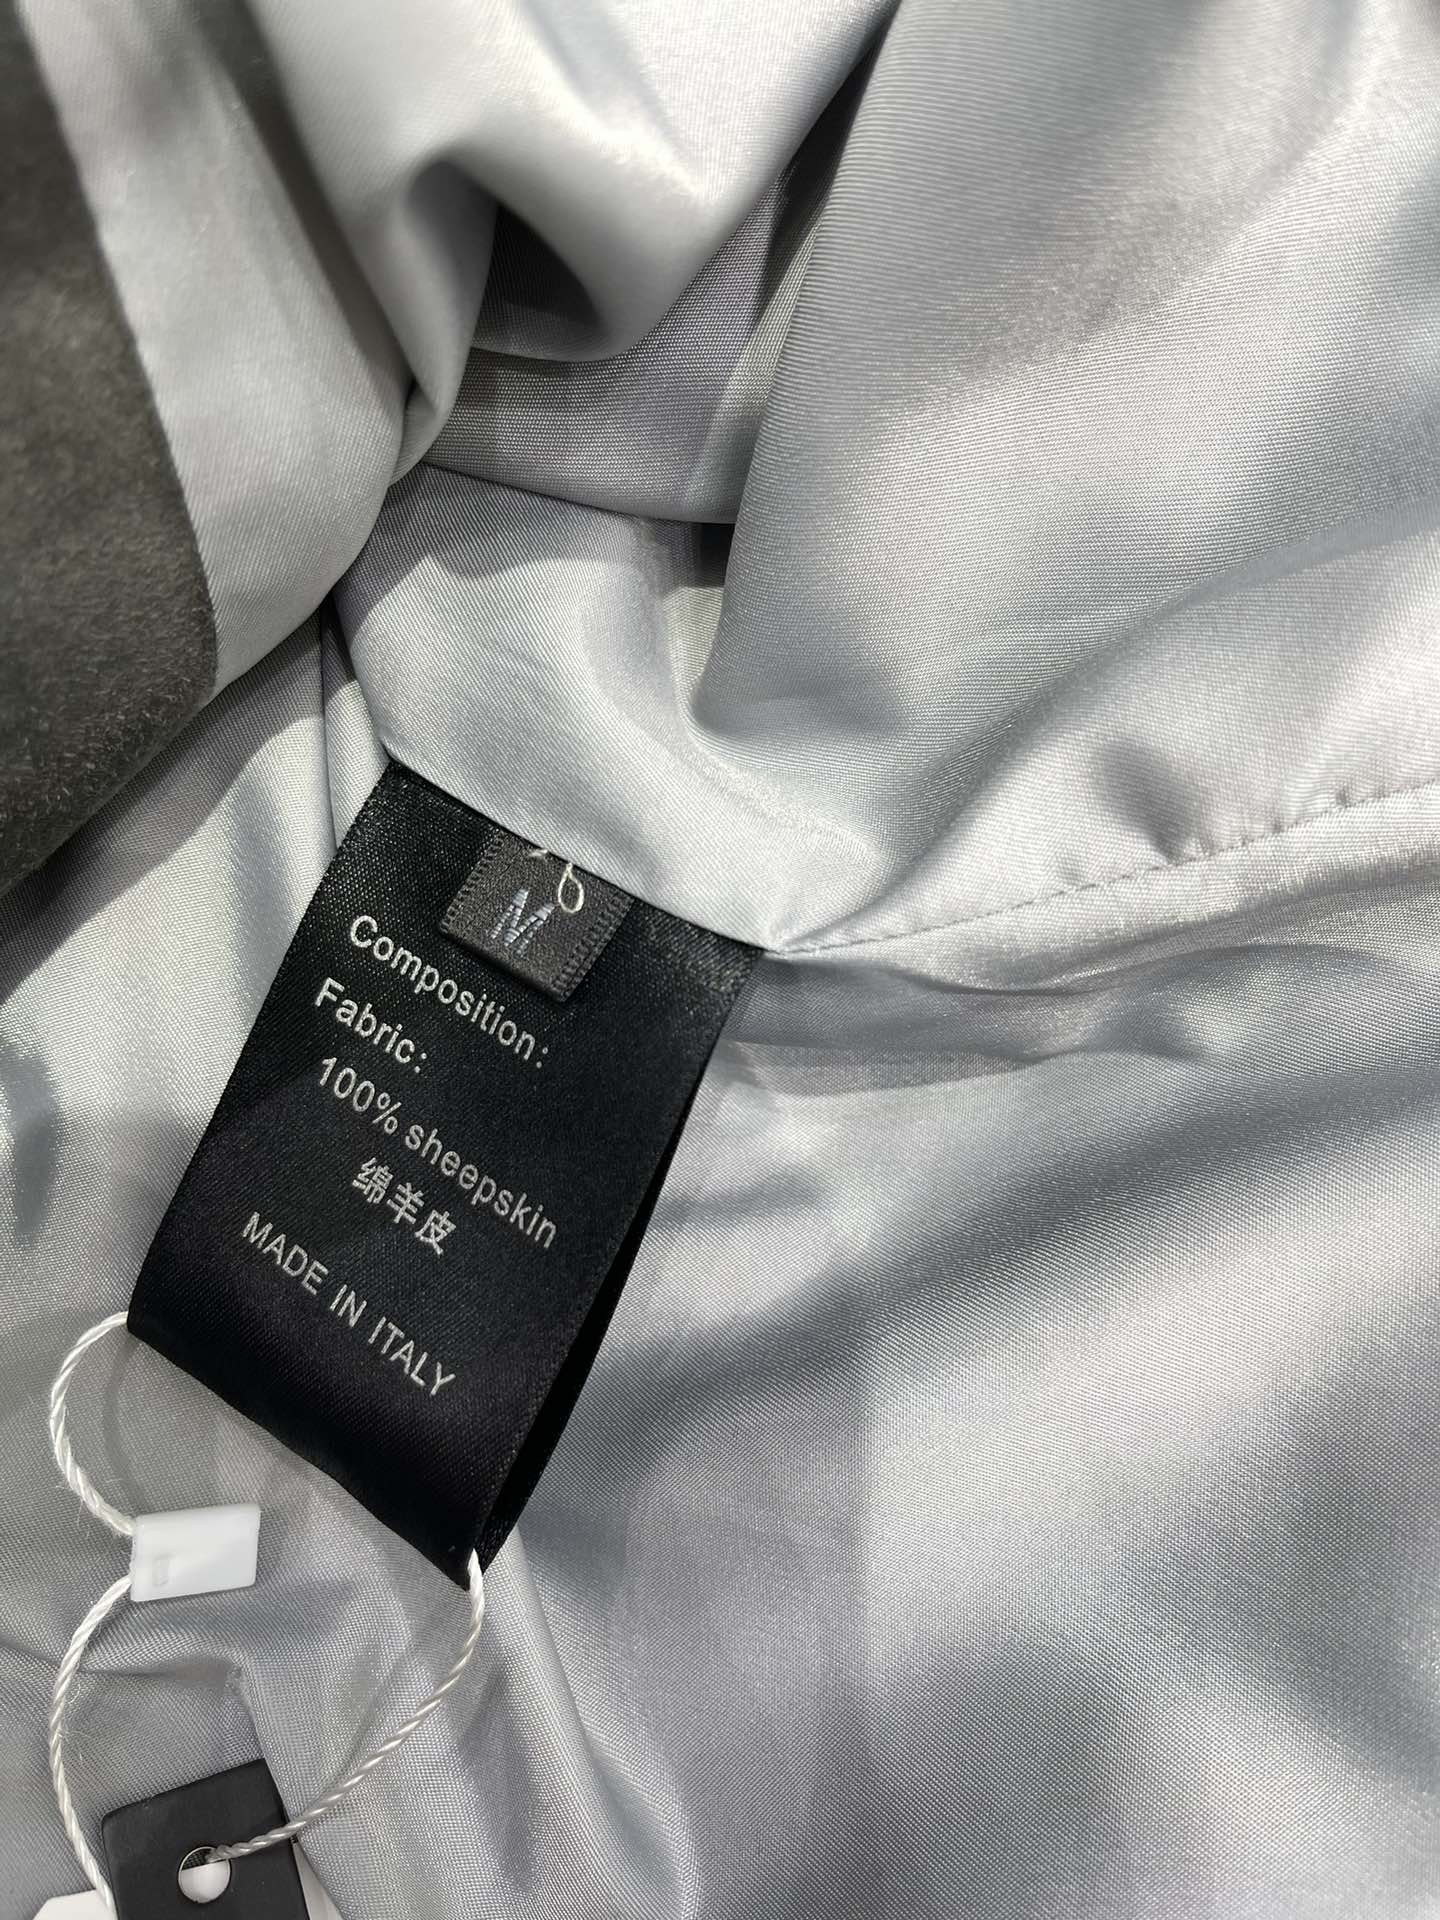 M
Composition:
Fabric:
100% sheepskin
绵羊皮
MADE IN ITALY